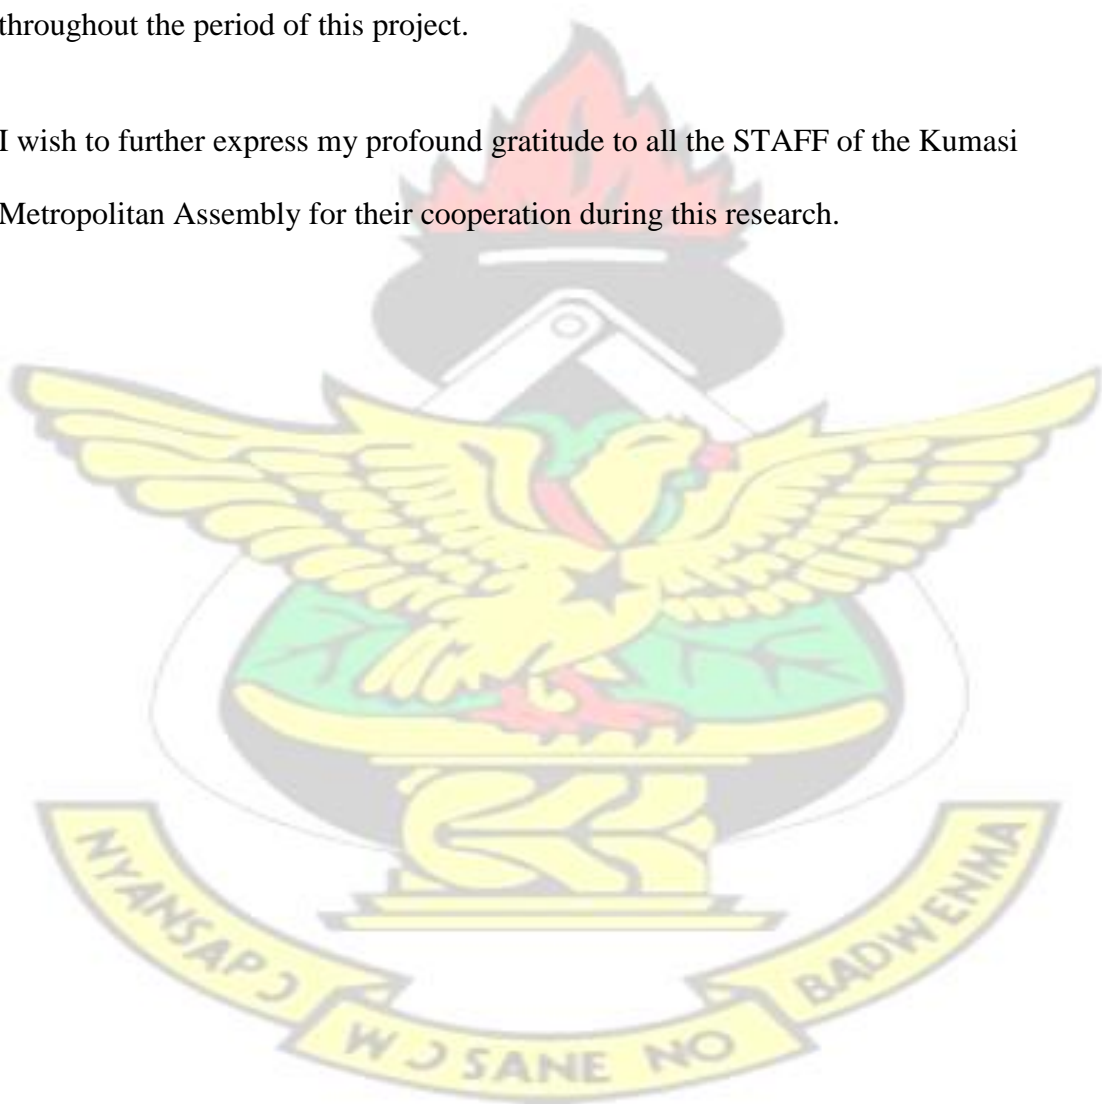 throughout the period of this project.
I wish to further express my profound gratitude to all the STAFF of the Kumasi
Metropolitan Assembly for their cooperation during this research.
NYANSAPƆ
WƆSANE NO
BADWENMA